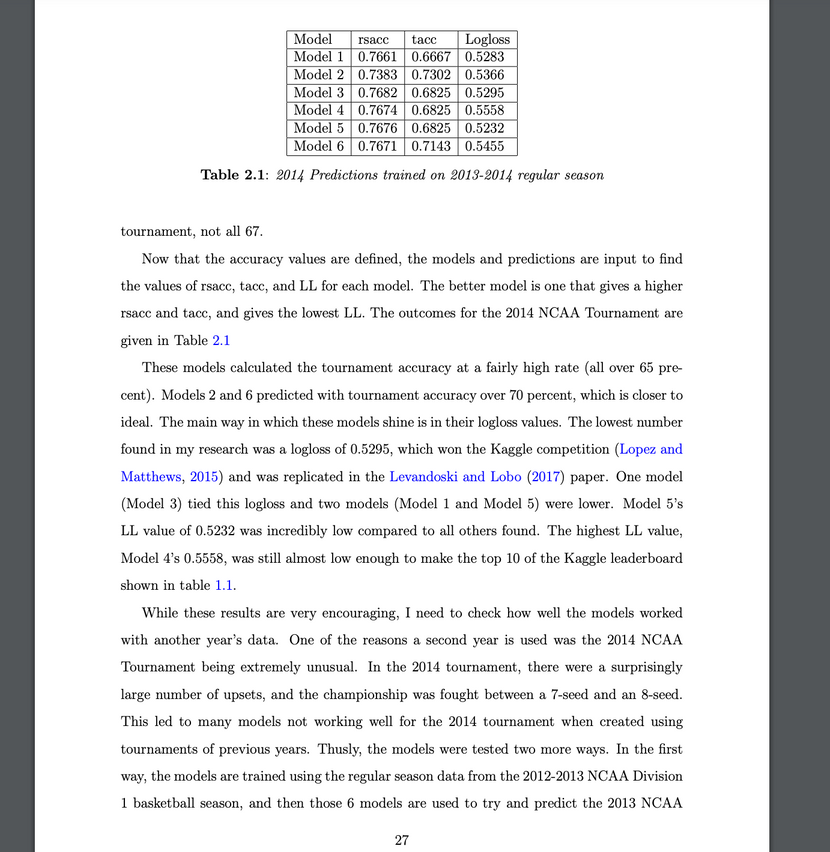 Model rsacc tacc Logloss
Model 1 0.7661 0.6667 0.5283
Model 2 0.7383 0.7302 0.5366
Model 3 0.7682 0.6825 0.5295
Model 4 0.7674 0.6825 0.5558
Model 5 0.7676 0.6825 0.5232
Model 6 0.7671 0.7143 0.5455
Table 2.1: 2014 Predictions trained on 2013-2014 regular season
tournament, not all 67.
Now that the accuracy values are defined, the models and predictions are input to find
the values of rsacc, tacc, and LL for each model. The better model is one that gives a higher
rsacc and tacc, and gives the lowest LL. The outcomes for the 2014 NCAA Tournament are
given in Table 2.1
These models calculated the tournament accuracy at a fairly high rate (all over 65 pre-
cent). Models 2 and 6 predicted with tournament accuracy over 70 percent, which is closer to
ideal. The main way in which these models shine is in their logloss values. The lowest number
found in my research was a logloss of 0.5295, which won the Kaggle competition (Lopez and
Matthews, 2015) and was replicated in the Levandoski and Lobo (2017) paper. One model
(Model 3) tied this logloss and two models (Model 1 and Model 5) were lower. Model 5's
LL value of 0.5232 was incredibly low compared to all others found. The highest LL value,
Model 4's 0.5558, was still almost low enough to make the top 10 of the Kaggle leaderboard
shown in table 1.1.
While these results are very encouraging, I need to check how well the models worked
with another year's data. One of the reasons a second year is used was the 2014 NCAA
Tournament being extremely unusual. In the 2014 tournament, there were a surprisingly
large number of upsets, and the championship was fought between a 7-seed and an 8-seed.
This led to many models not working well for the 2014 tournament when created using
tournaments of previous years. Thusly, the models were tested two more ways. In the first
way, the models are trained using the regular season data from the 2012-2013 NCAA Division
1 basketball season, and then those 6 models are used to try and predict the 2013 NCAA
27